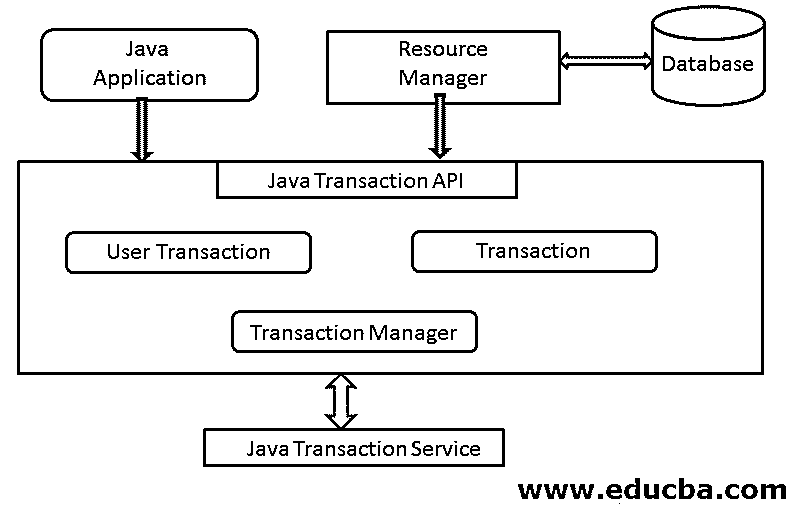 Java
Application
Resource
Manager
Database
Java Transaction API
User Transaction
Transaction
Transaction Manager
Java Transaction Service
www.educba.com